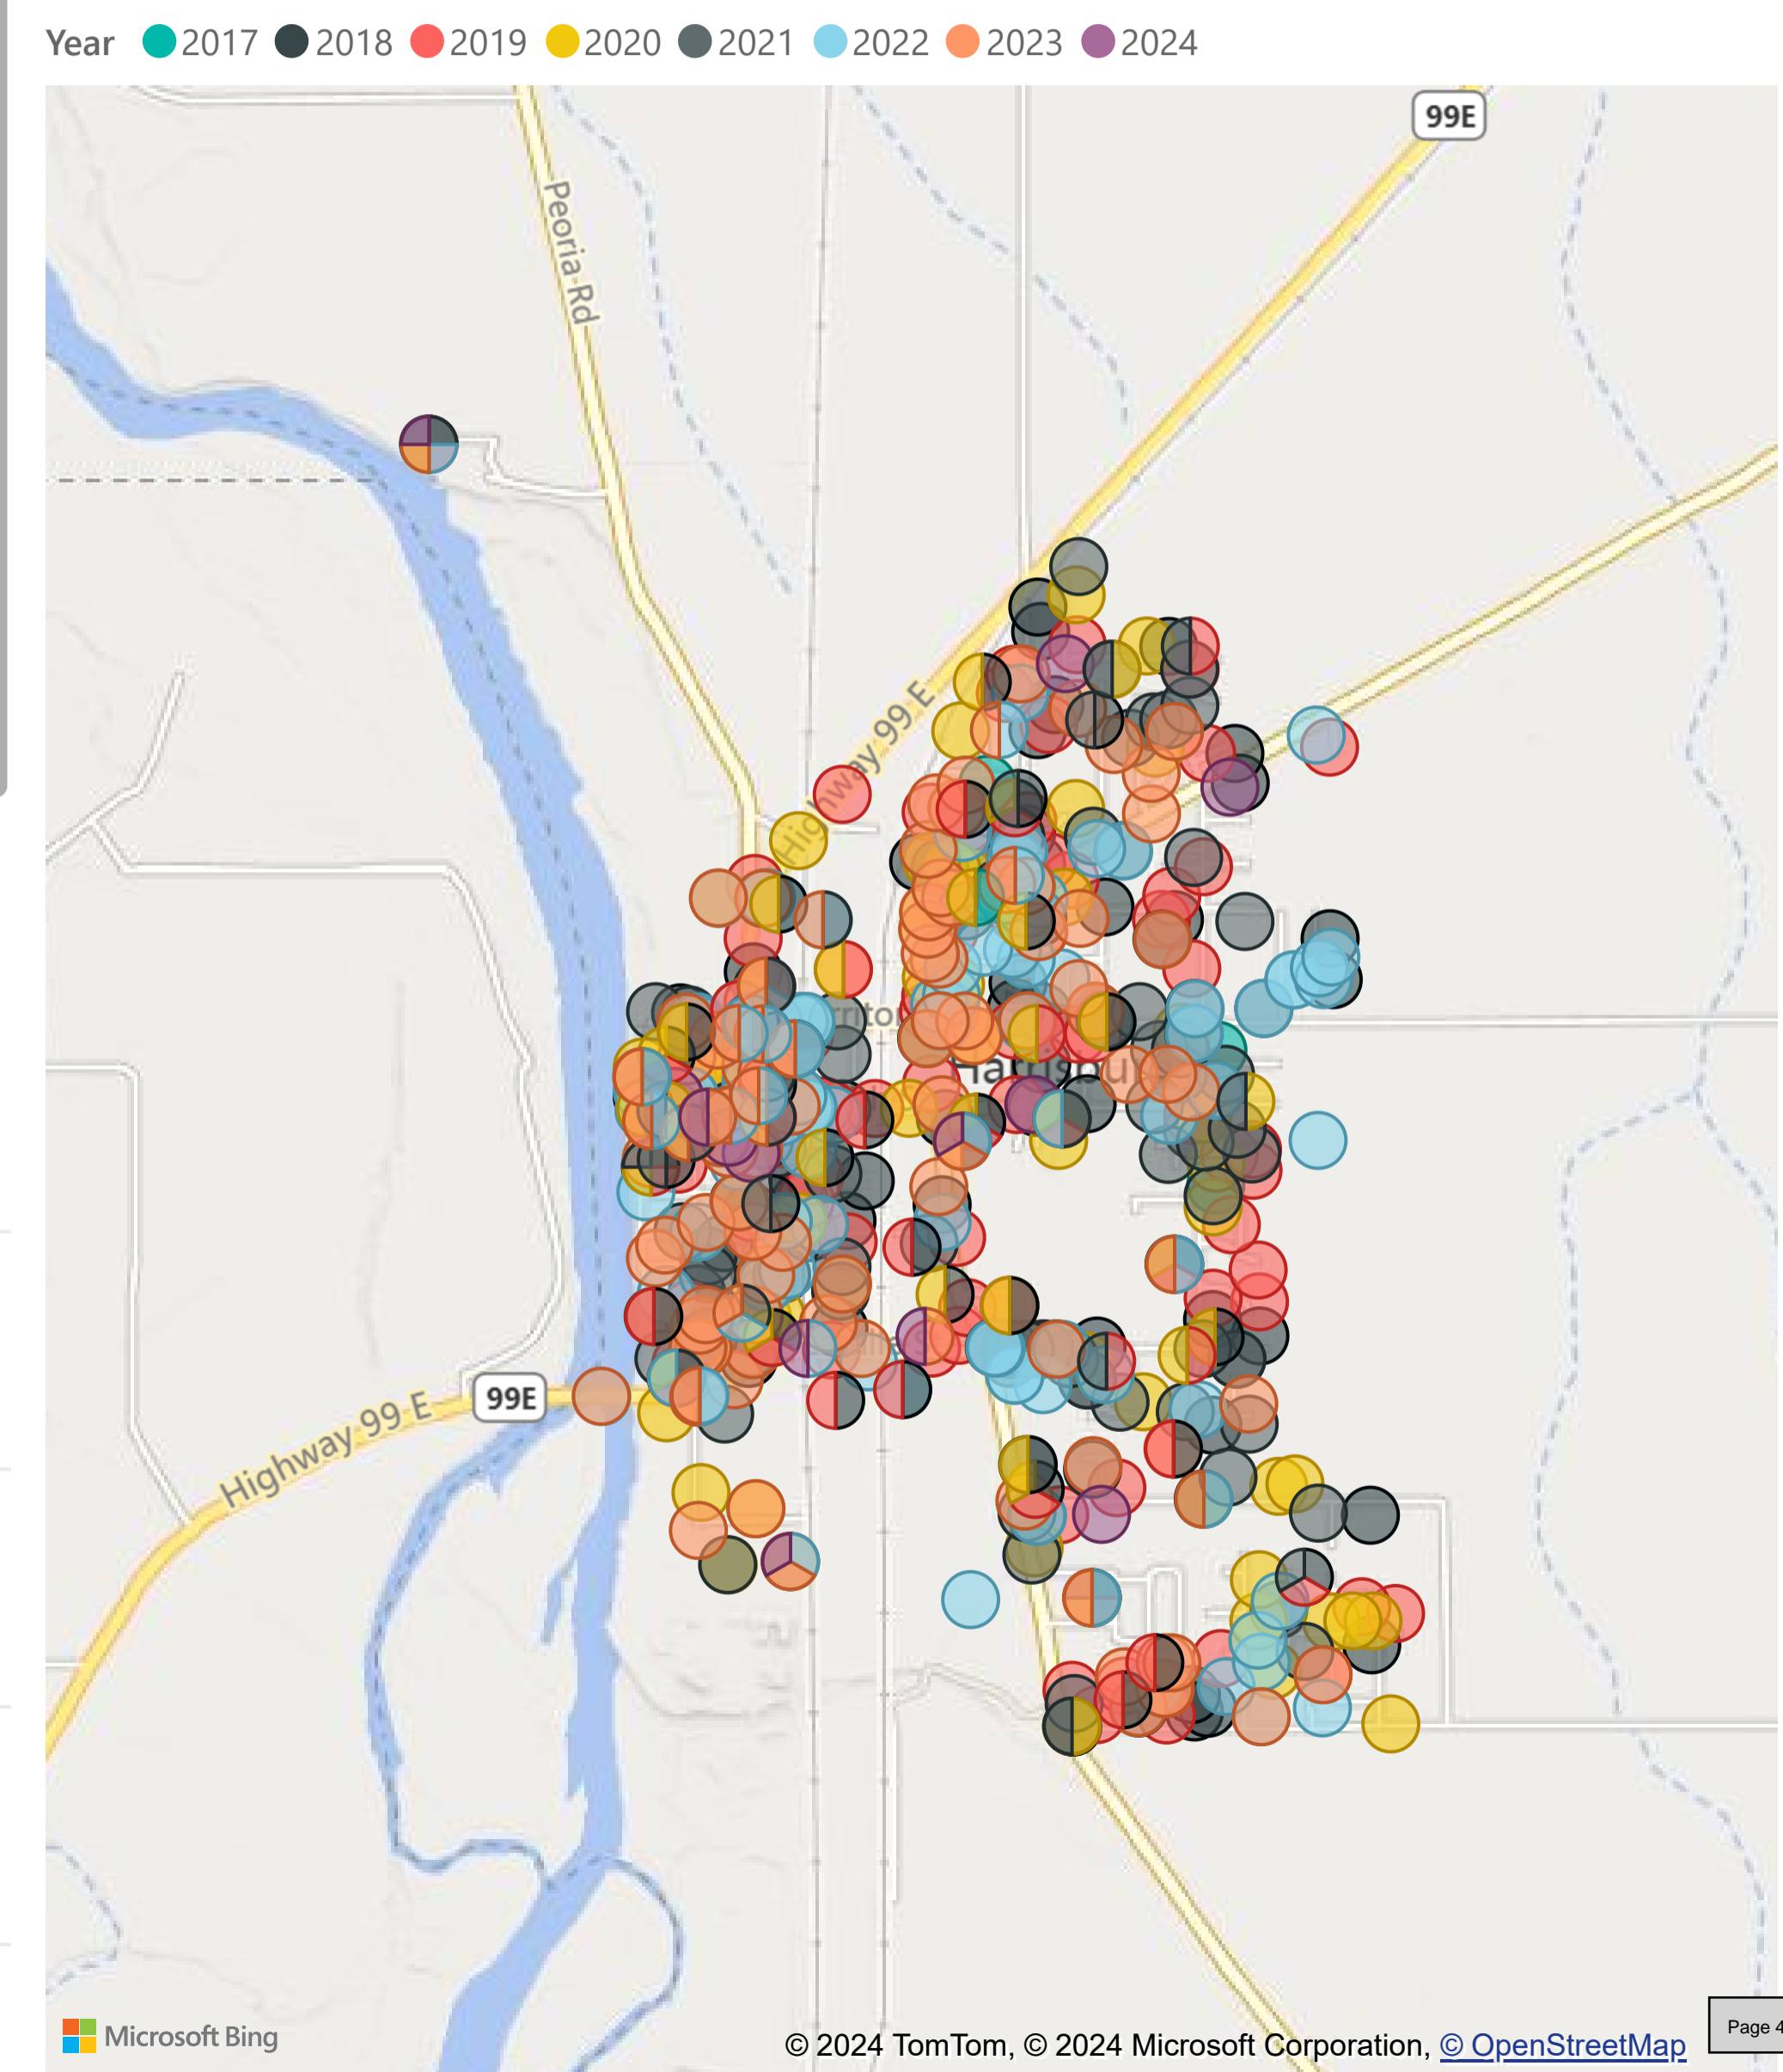 Year 2017 2018 2019 2020 2021 2022 2023 2024
99E
Peoria Rd
Highway 99 E
99E
Highway 99 E
Microsoft Bing
© 2024 TomTom, © 2024 Microsoft Corporation, © OpenStreetMap
Page 4